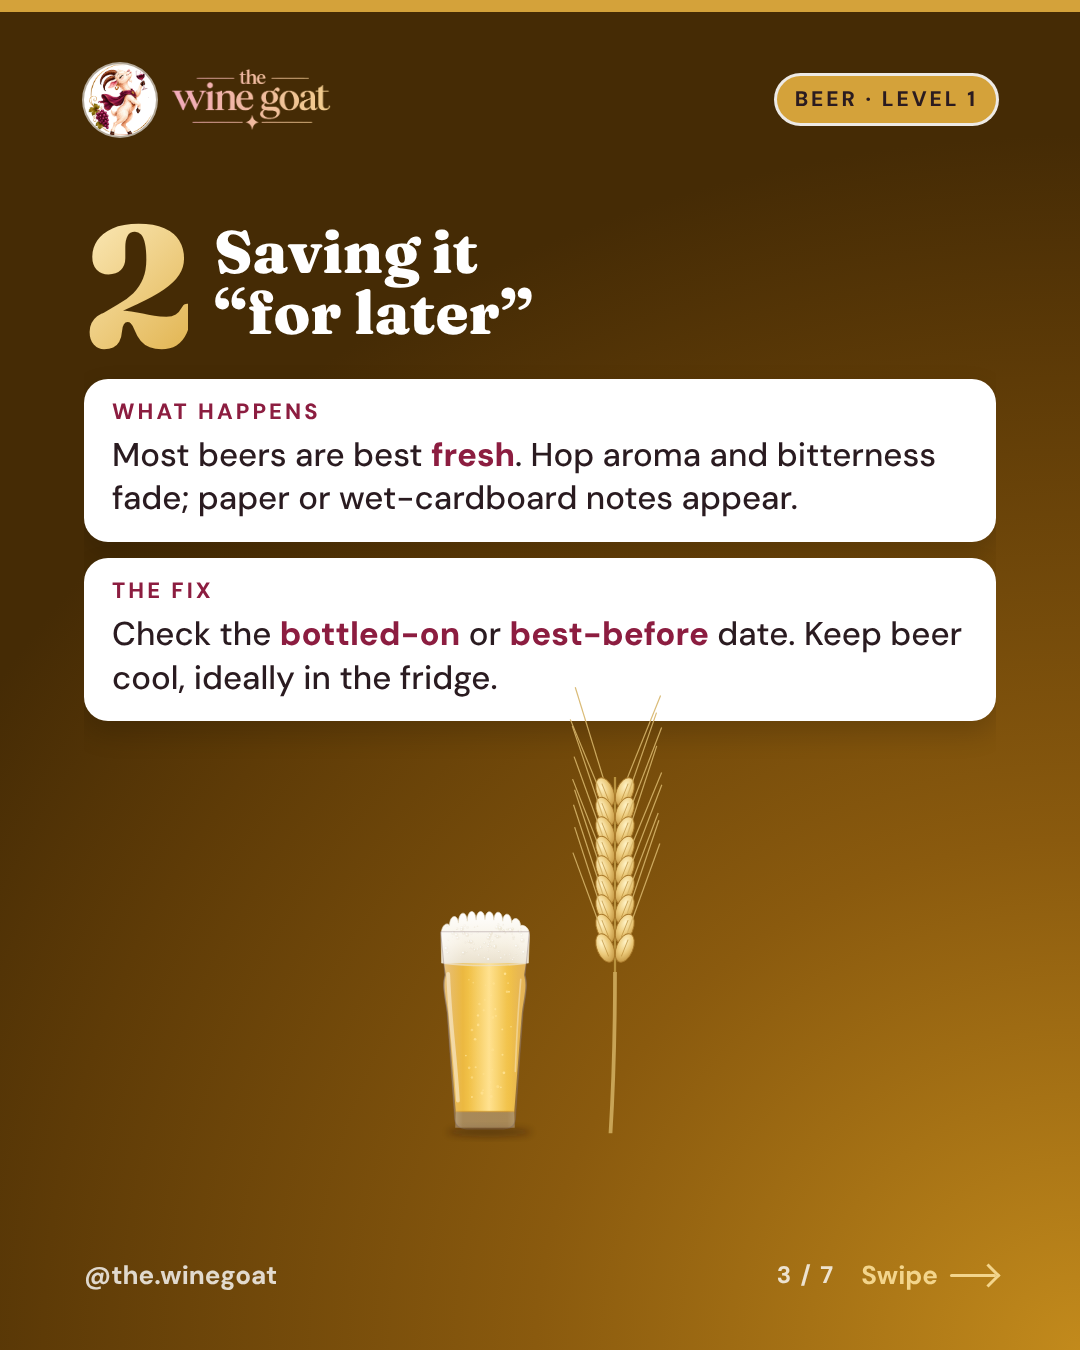 the
wine goat
BEER · LEVEL 1
2
Saving it
“for later”
WHAT HAPPENS
Most beers are best fresh. Hop aroma and bitterness
fade; paper or wet-cardboard notes appear.
THE FIX
Check the bottled-on or best-before date. Keep beer
cool, ideally in the fridge.
@the.winegoat
3 / 7
Swipe